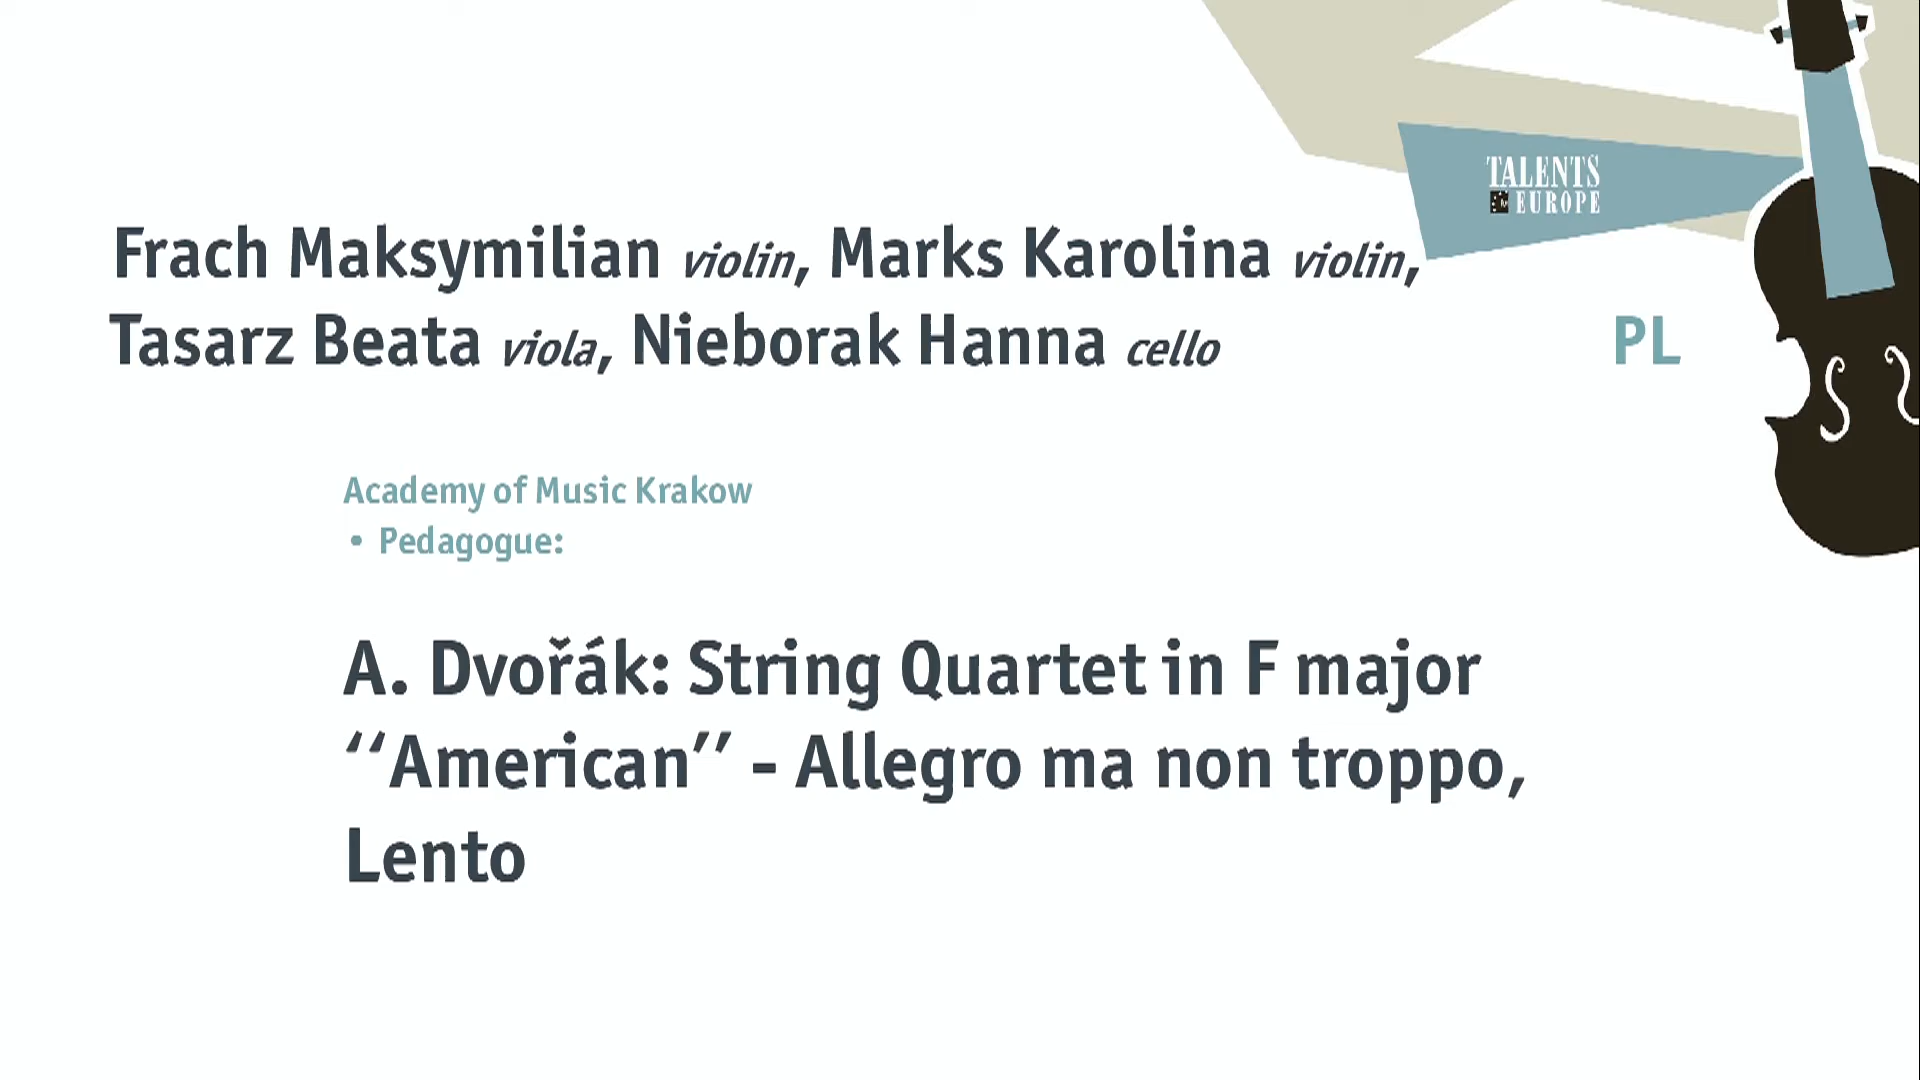 TALENTS
EUROPE
Frach Maksymilian violin, Marks Karolina violin,
Tasarz Beata viola, Nieborak Hanna cello
PL
Academy of Music Krakow
• Pedagogue:
A. Dvořák: String Quartet in F major
‘‘American’’ - Allegro ma non troppo,
Lento